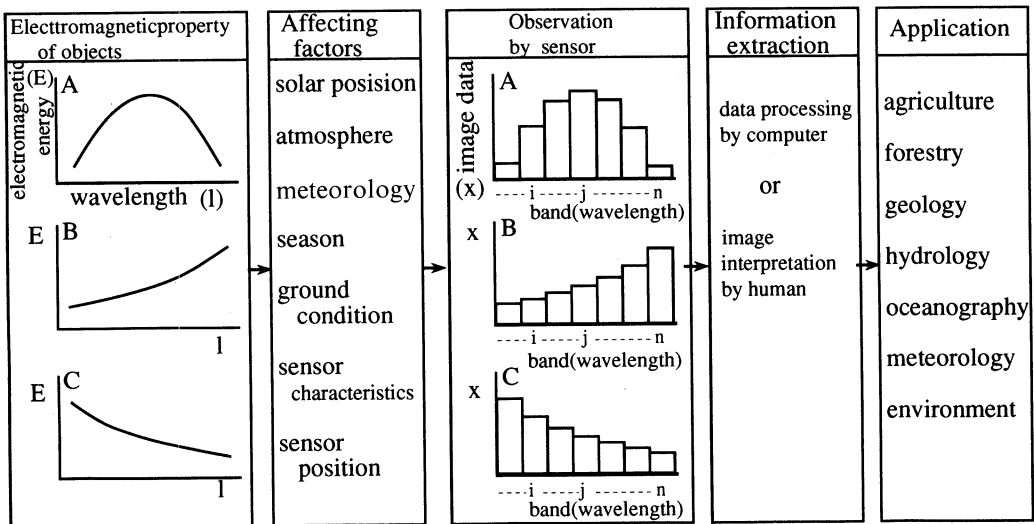 Electtromagneticproperty
of objects
electromagnetic
energy
(E)
A
wavelength (l)
E
B
l
E
C
l
Affecting
factors
solar posision
atmosphere
meteorology
season
ground
condition
sensor
characteristics
sensor
position
Observation
by sensor
image data
(x)
A
----- i ----- j -------- n
band(wavelength)
x
B
----- i ----- j -------- n
band(wavelength)
x
C
----- i ----- j -------- n
band(wavelength)
Information
extraction
data processing
by computer
or
image
interpretation
by human
Application
agriculture
forestry
geology
hydrology
oceanography
meteorology
environment